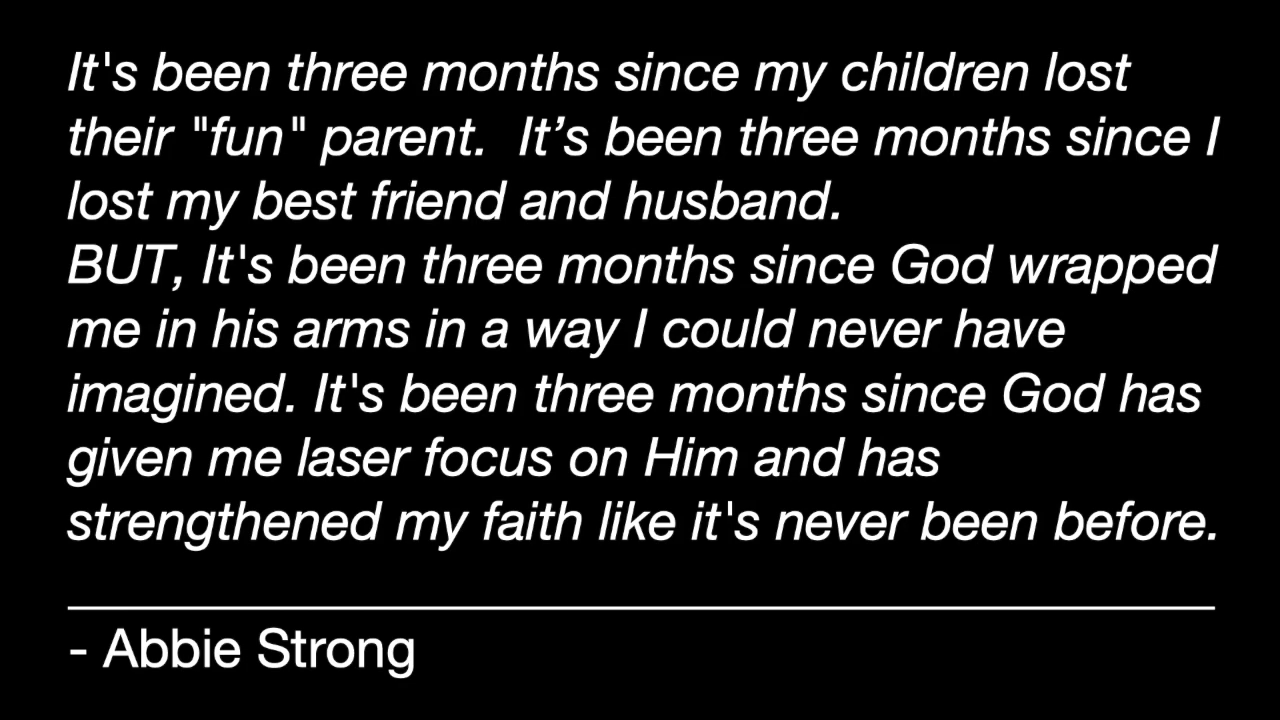 It's been three months since my children lost
their "fun" parent.  It’s been three months since I
lost my best friend and husband.
BUT, It's been three months since God wrapped
me in his arms in a way I could never have
imagined. It's been three months since God has
given me laser focus on Him and has
strengthened my faith like it's never been before.
- Abbie Strong